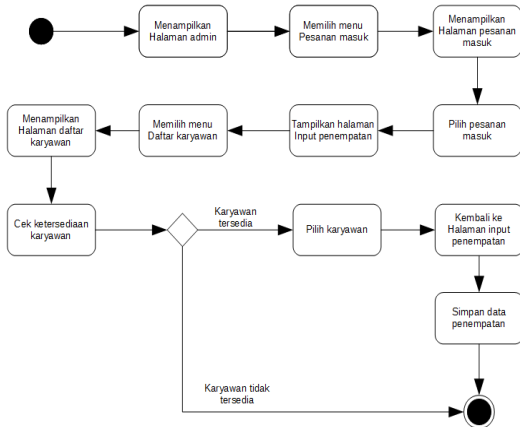 Menampilkan
Halaman admin
Memilih menu
Pesanan masuk
Menampilkan
Halaman pesanan
masuk
Pilih pesanan
masuk
Tampilkan halaman
Input penempatan
Memilih menu
Daftar karyawan
Menampilkan
Halaman daftar
karyawan
Cek ketersediaan
karyawan
Karyawan
tersedia
Pilih karyawan
Kembali ke
Halaman input
penempatan
Simpan data
penempatan
Karyawan tidak
tersedia